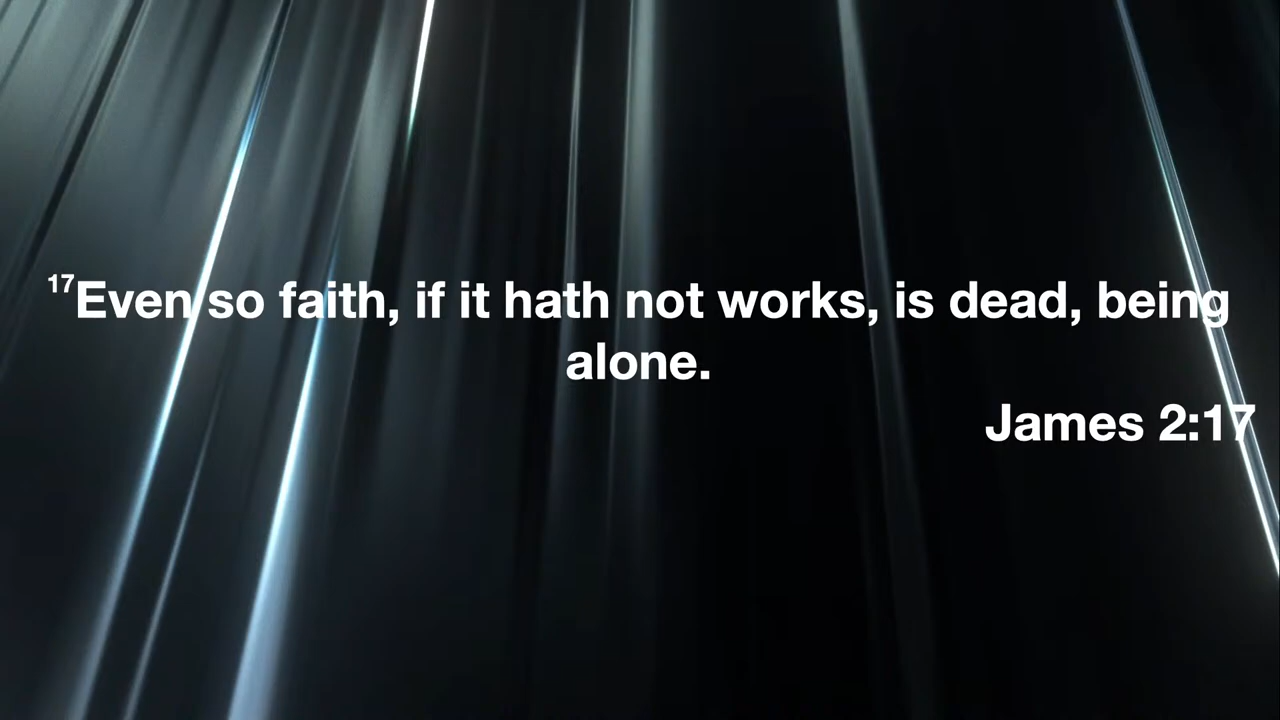 17Even so faith, if it hath not works, is dead, being
alone.
James 2:17